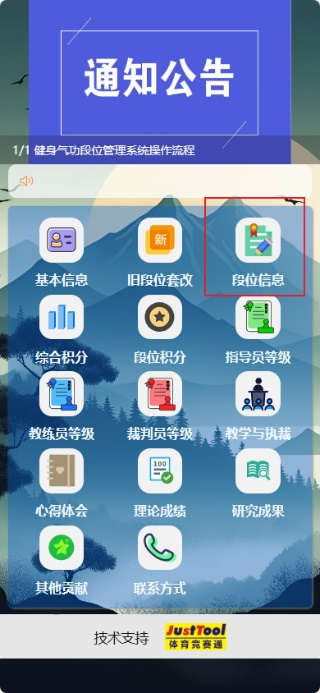 通知公告
1/1 健身气功段位管理系统操作流程
基本信息
新
旧段位套改
段位信息
综合积分
段位积分
指导员等级
教练员等级
裁判员等级
教学与执裁
100
心得体会
理论成绩
研究成果
其他贡献
联系方式
技术支持
JustTool
体育竞赛通